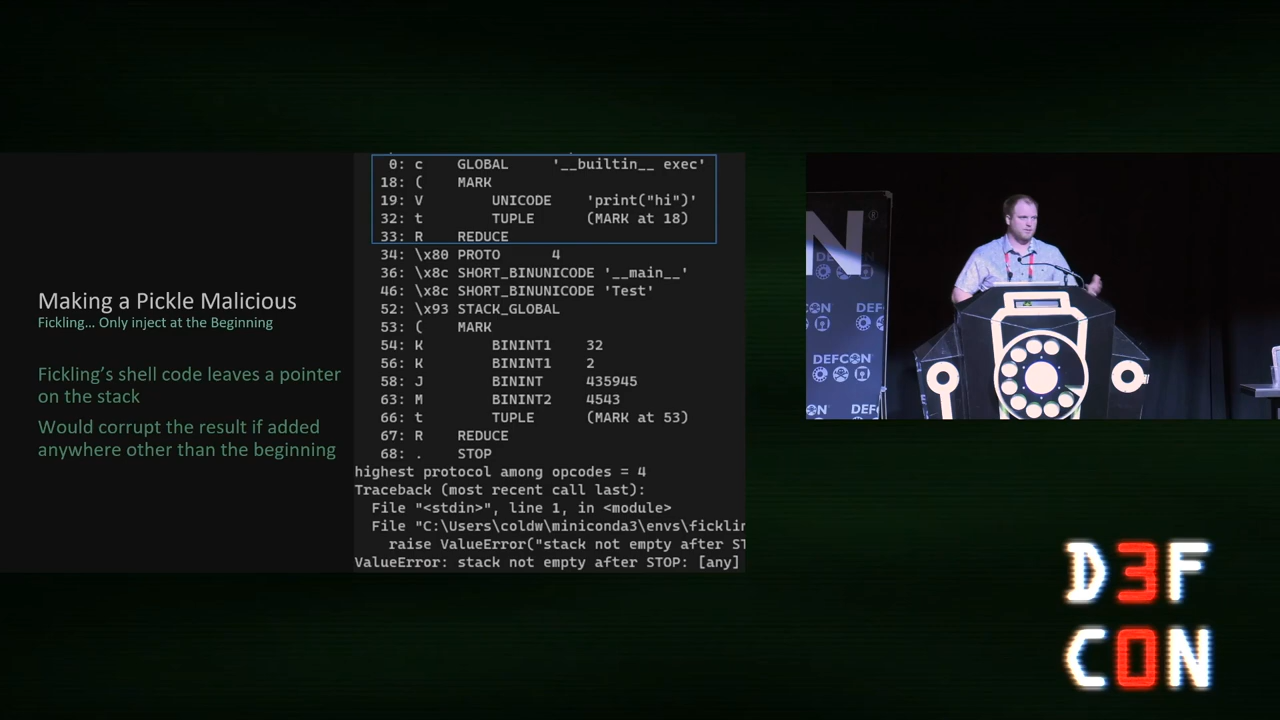 Making a Pickle Malicious
Fickling... Only inject at the Beginning
Fickling's shell code leaves a pointer
on the stack
Would corrupt the result if added
anywhere other than the beginning
0: c GLOBAL '__builtin__ exec'
18: ( MARK
19: V UNICODE 'print("hi")'
32: t TUPLE (MARK at 18)
33: R REDUCE
34: \x80 PROTO 4
36: \x8c SHORT_BINUNICODE '__main__'
46: \x8c SHORT_BINUNICODE 'Test'
52: \x93 STACK_GLOBAL
53: ( MARK
54: K BININT1 32
56: K BININT1 2
58: J BININT 435945
63: M BININT2 4543
66: t TUPLE (MARK at 53)
67: R REDUCE
68: . STOP
highest protocol among opcodes = 4
Traceback (most recent call last):
File "<stdin>", line 1, in <module>
File "C:\Users\coldw\miniconda3\envs\ficklin
raise ValueError("stack not empty after ST
ValueError: stack not empty after STOP: [any]
N®
DEFCON
DEFCON
D3F
C0N